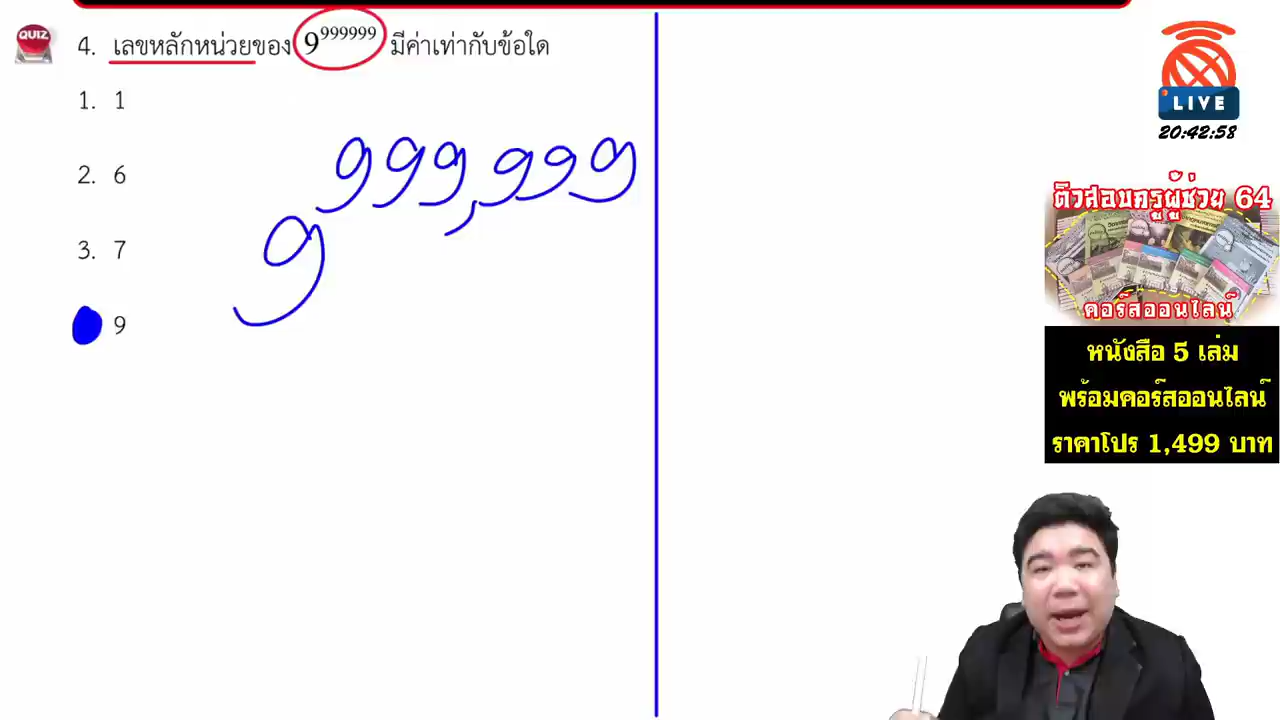 QUIZ
4. เลขหลักหน่วยของ 9^999999 มีค่าเท่ากับข้อใด
1. 1
2. 6
3. 7
9
9^999,999
LIVE
20:42:58
ติวสอบครูผู้ช่วย 64
คอร์สออนไลน์
หนังสือ 5 เล่ม
พร้อมคอร์สออนไลน์
ราคาโปร 1,499 บาท